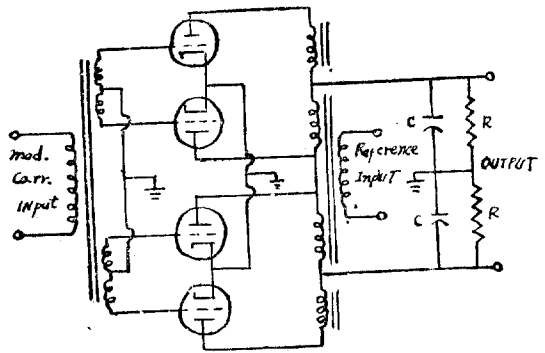 mod.
Carr.
INput
Reference
INPUT
C
R
OUTPUT
C
R